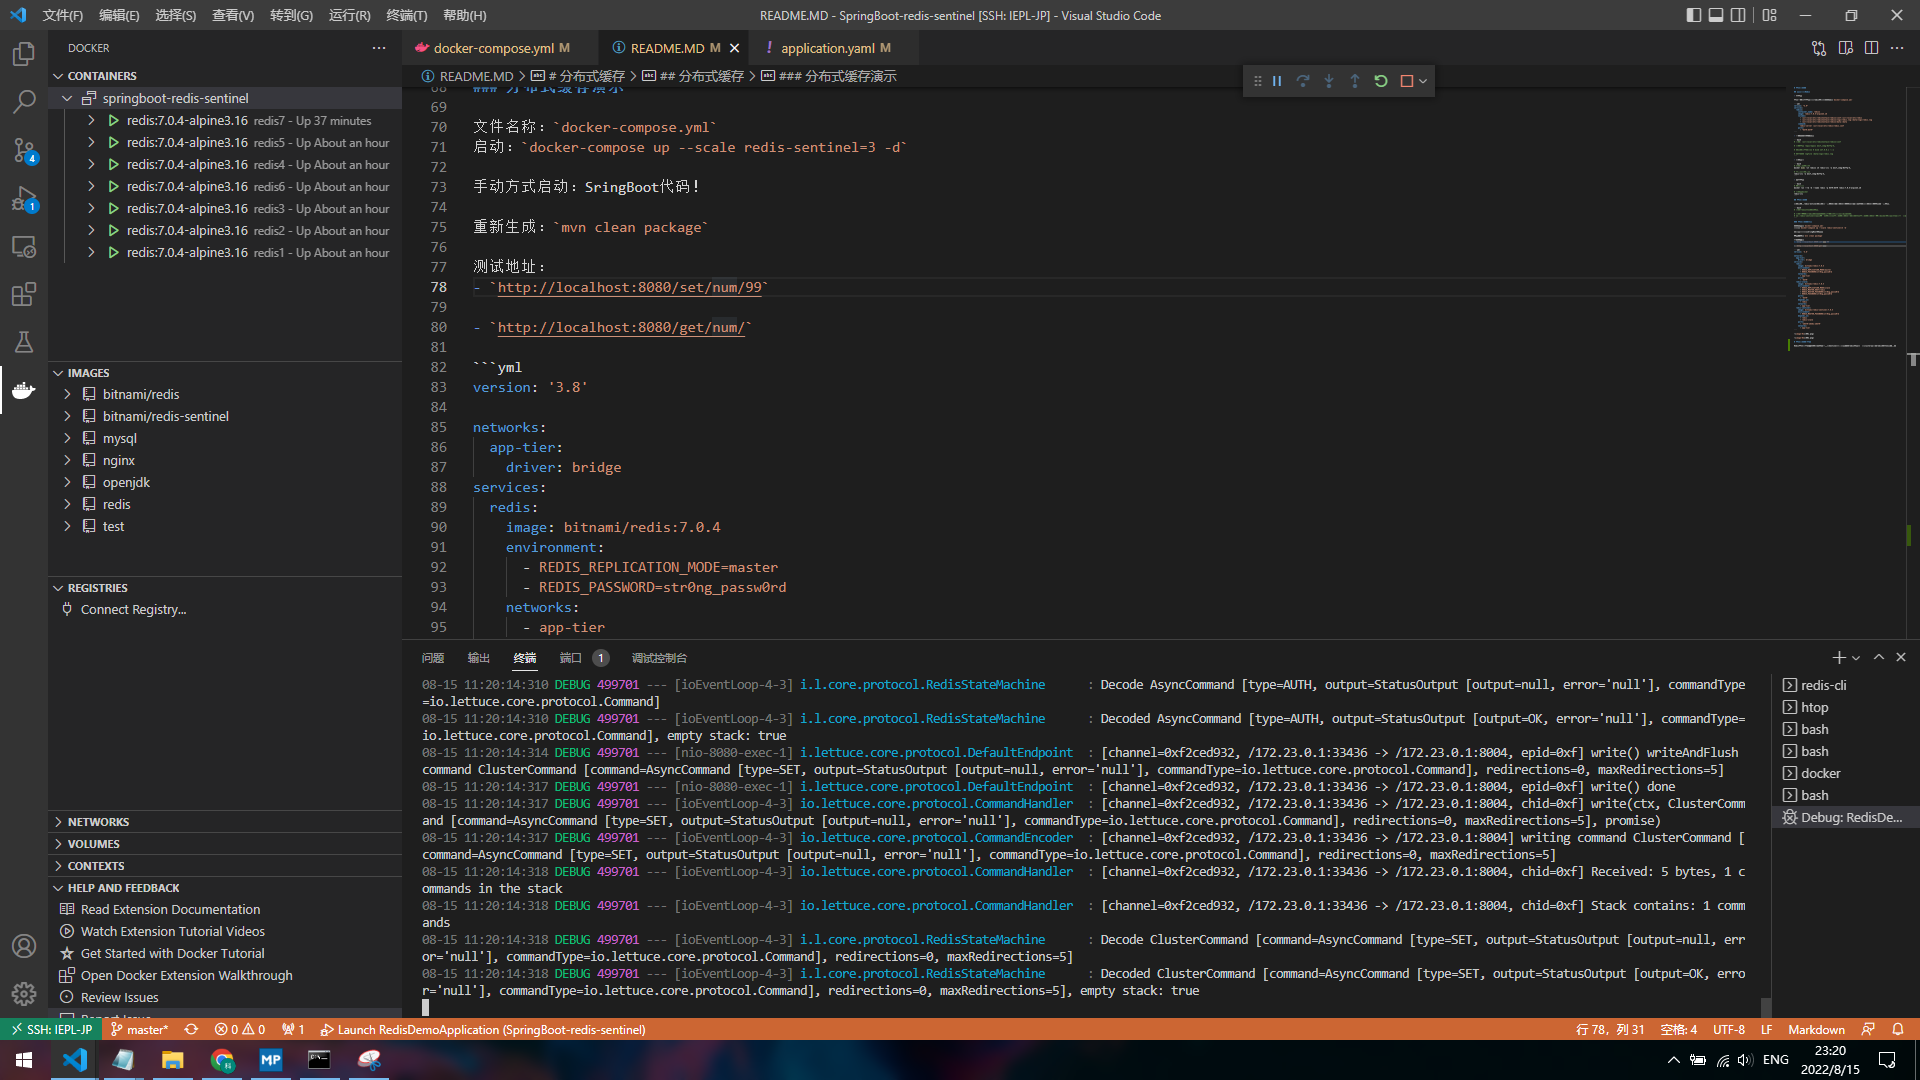 文件(F) 编辑(E) 选择(S) 查看(V) 转到(G) 运行(R) 终端(T) 帮助(H)
README.MD - SpringBoot-redis-sentinel [SSH: IEPL-JP] - Visual Studio Code
DOCKER
CONTAINERS
springboot-redis-sentinel
redis:7.0.4-alpine3.16 redis7 - Up 37 minutes
redis:7.0.4-alpine3.16 redis5 - Up About an hour
redis:7.0.4-alpine3.16 redis4 - Up About an hour
redis:7.0.4-alpine3.16 redis6 - Up About an hour
redis:7.0.4-alpine3.16 redis3 - Up About an hour
redis:7.0.4-alpine3.16 redis2 - Up About an hour
redis:7.0.4-alpine3.16 redis1 - Up About an hour
4
1
IMAGES
bitnami/redis
bitnami/redis-sentinel
mysql
nginx
openjdk
redis
test
REGISTRIES
Connect Registry...
NETWORKS
VOLUMES
CONTEXTS
HELP AND FEEDBACK
Read Extension Documentation
Watch Extension Tutorial Videos
Get Started with Docker Tutorial
Open Docker Extension Walkthrough
Review Issues
Report Issue
docker-compose.yml M README.MD M application.yaml M
README.MD > # 分布式缓存 > ## 分布式缓存 > ### 分布式缓存演示
68 ### 分布式缓存演示
69
70 文件名称：`docker-compose.yml`
71 启动：`docker-compose up --scale redis-sentinel=3 -d`
72
73 手动方式启动：SringBoot代码！
74
75 重新生成：`mvn clean package`
76
77 测试地址：
78 - `http://localhost:8080/set/num/99`
79
80 - `http://localhost:8080/get/num/`
81
82 ```yml
83 version: '3.8'
84
85 networks:
86 app-tier:
87 driver: bridge
88 services:
89 redis:
90 image: bitnami/redis:7.0.4
91 environment:
92 - REDIS_REPLICATION_MODE=master
93 - REDIS_PASSWORD=str0ng_passw0rd
94 networks:
95 - app-tier
问题 输出 终端 端口 1 调试控制台
08-15 11:20:14:310 DEBUG 499701 --- [ioEventLoop-4-3] i.l.core.protocol.RedisStateMachine : Decode AsyncCommand [type=AUTH, output=StatusOutput [output=null, error='null'], commandType
=io.lettuce.core.protocol.Command]
08-15 11:20:14:310 DEBUG 499701 --- [ioEventLoop-4-3] i.l.core.protocol.RedisStateMachine : Decoded AsyncCommand [type=AUTH, output=StatusOutput [output=OK, error='null'], commandType=
io.lettuce.core.protocol.Command], empty stack: true
08-15 11:20:14:314 DEBUG 499701 --- [nio-8080-exec-1] i.lettuce.core.protocol.DefaultEndpoint : [channel=0xf2ced932, /172.23.0.1:33436 -> /172.23.0.1:8004, epid=0xf] write() writeAndFlush
command ClusterCommand [command=AsyncCommand [type=SET, output=StatusOutput [output=null, error='null'], commandType=io.lettuce.core.protocol.Command], redirections=0, maxRedirections=5]
08-15 11:20:14:317 DEBUG 499701 --- [nio-8080-exec-1] i.lettuce.core.protocol.DefaultEndpoint : [channel=0xf2ced932, /172.23.0.1:33436 -> /172.23.0.1:8004, epid=0xf] write() done
08-15 11:20:14:317 DEBUG 499701 --- [ioEventLoop-4-3] io.lettuce.core.protocol.CommandHandler : [channel=0xf2ced932, /172.23.0.1:33436 -> /172.23.0.1:8004, chid=0xf] write(ctx, ClusterComm
and [command=AsyncCommand [type=SET, output=StatusOutput [output=null, error='null'], commandType=io.lettuce.core.protocol.Command], redirections=0, maxRedirections=5], promise)
08-15 11:20:14:317 DEBUG 499701 --- [ioEventLoop-4-3] io.lettuce.core.protocol.CommandEncoder : [channel=0xf2ced932, /172.23.0.1:33436 -> /172.23.0.1:8004] writing command ClusterCommand [
command=AsyncCommand [type=SET, output=StatusOutput [output=null, error='null'], commandType=io.lettuce.core.protocol.Command], redirections=0, maxRedirections=5]
08-15 11:20:14:318 DEBUG 499701 --- [ioEventLoop-4-3] io.lettuce.core.protocol.CommandHandler : [channel=0xf2ced932, /172.23.0.1:33436 -> /172.23.0.1:8004, chid=0xf] Received: 5 bytes, 1 c
ommands in the stack
08-15 11:20:14:318 DEBUG 499701 --- [ioEventLoop-4-3] io.lettuce.core.protocol.CommandHandler : [channel=0xf2ced932, /172.23.0.1:33436 -> /172.23.0.1:8004, chid=0xf] Stack contains: 1 comm
ands
08-15 11:20:14:318 DEBUG 499701 --- [ioEventLoop-4-3] i.l.core.protocol.RedisStateMachine : Decode ClusterCommand [command=AsyncCommand [type=SET, output=StatusOutput [output=null, err
or='null'], commandType=io.lettuce.core.protocol.Command], redirections=0, maxRedirections=5]
08-15 11:20:14:318 DEBUG 499701 --- [ioEventLoop-4-3] i.l.core.protocol.RedisStateMachine : Decoded ClusterCommand [command=AsyncCommand [type=SET, output=StatusOutput [output=OK, erro
r='null'], commandType=io.lettuce.core.protocol.Command], redirections=0, maxRedirections=5], empty stack: true
redis-cli
htop
bash
bash
docker
bash
Debug: RedisDe...
SSH: IEPL-JP master* 0 0 1 Launch RedisDemoApplication (SpringBoot-redis-sentinel)
行 78，列 31 空格: 4 UTF-8 LF Markdown
MP
ENG
23:20
2022/8/15